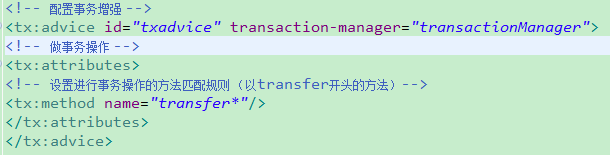 <!-- 配置事务增强 -->
<tx:advice id="txadvice" transaction-manager="transactionManager">
<!-- 做事务操作 -->
<tx:attributes>
<!-- 设置进行事务操作的方法匹配规则（以transfer开头的方法）-->
<tx:method name="transfer*"/>
</tx:attributes>
</tx:advice>